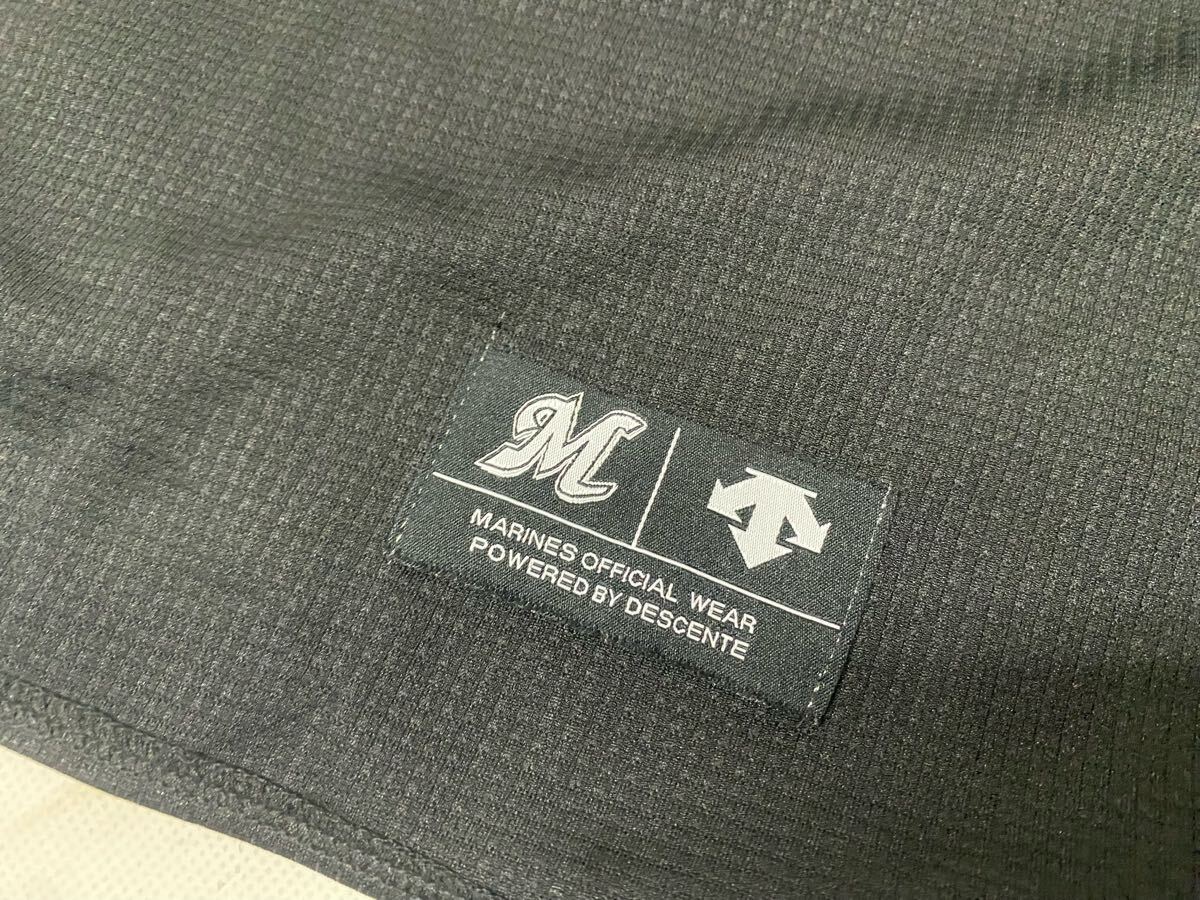 M
MARINES OFFICIAL WEAR
POWERED BY DESCENTE